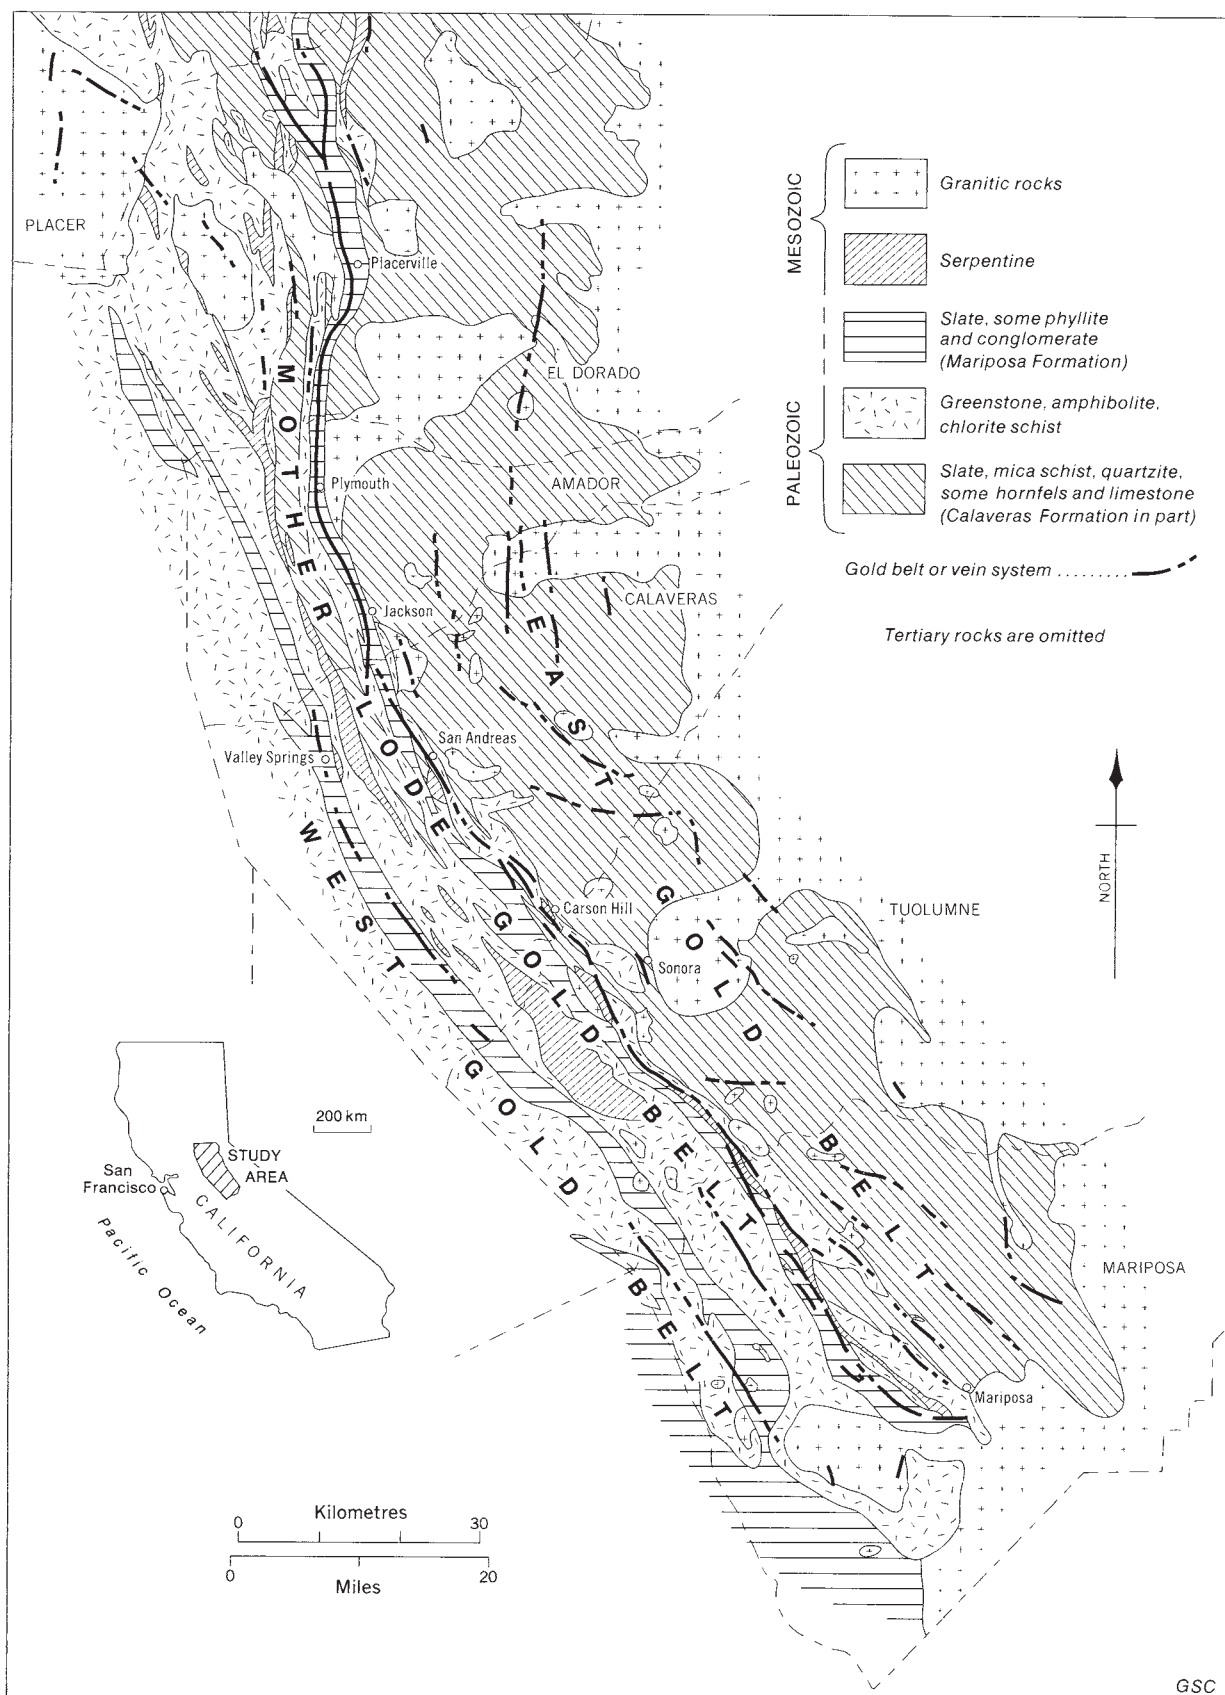 PLACER
Placerville
EL DORADO
MOTHER LODE GOLD BELT
Plymouth
AMADOR
Jackson
CALAVERAS
EAST GOLD BELT
San Andreas
Valley Springs
WEST GOLD BELT
Carson Hill
Sonora
TUOLUMNE
MARIPOSA
Mariposa
MESOZOIC
PALEOZOIC
Granitic rocks
Serpentine
Slate, some phyllite
and conglomerate
(Mariposa Formation)
Greenstone, amphibolite,
chlorite schist
Slate, mica schist, quartzite,
some hornfels and limestone
(Calaveras Formation in part)
Gold belt or vein system ........
Tertiary rocks are omitted
NORTH
200 km
STUDY
AREA
San
Francisco
CALIFORNIA
Pacific Ocean
Kilometres
0 30
0 20
Miles
GSC